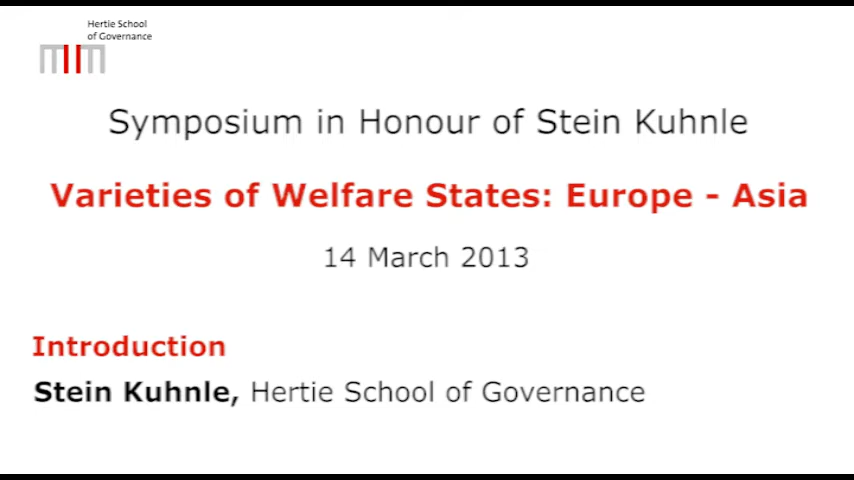 Hertie School
of Governance
Symposium in Honour of Stein Kuhnle
Varieties of Welfare States: Europe - Asia
14 March 2013
Introduction
Stein Kuhnle, Hertie School of Governance